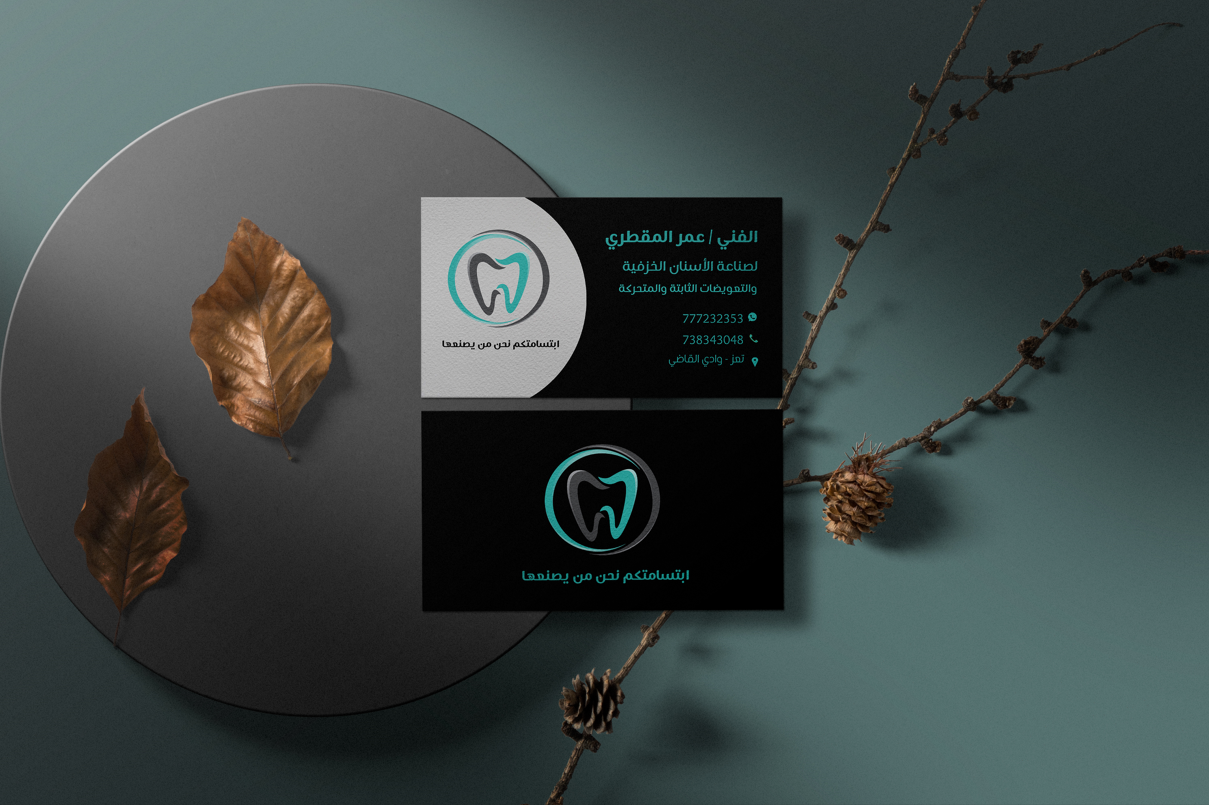 الفني / عمر المقطري
لصناعة الأسنان الخزفية
والتعويضات الثابتة والمتحركة
777232353
738343048
تعز - وادي القاضي
ابتسامتكم نحن من يصنعها
ابتسامتكم نحن من يصنعها